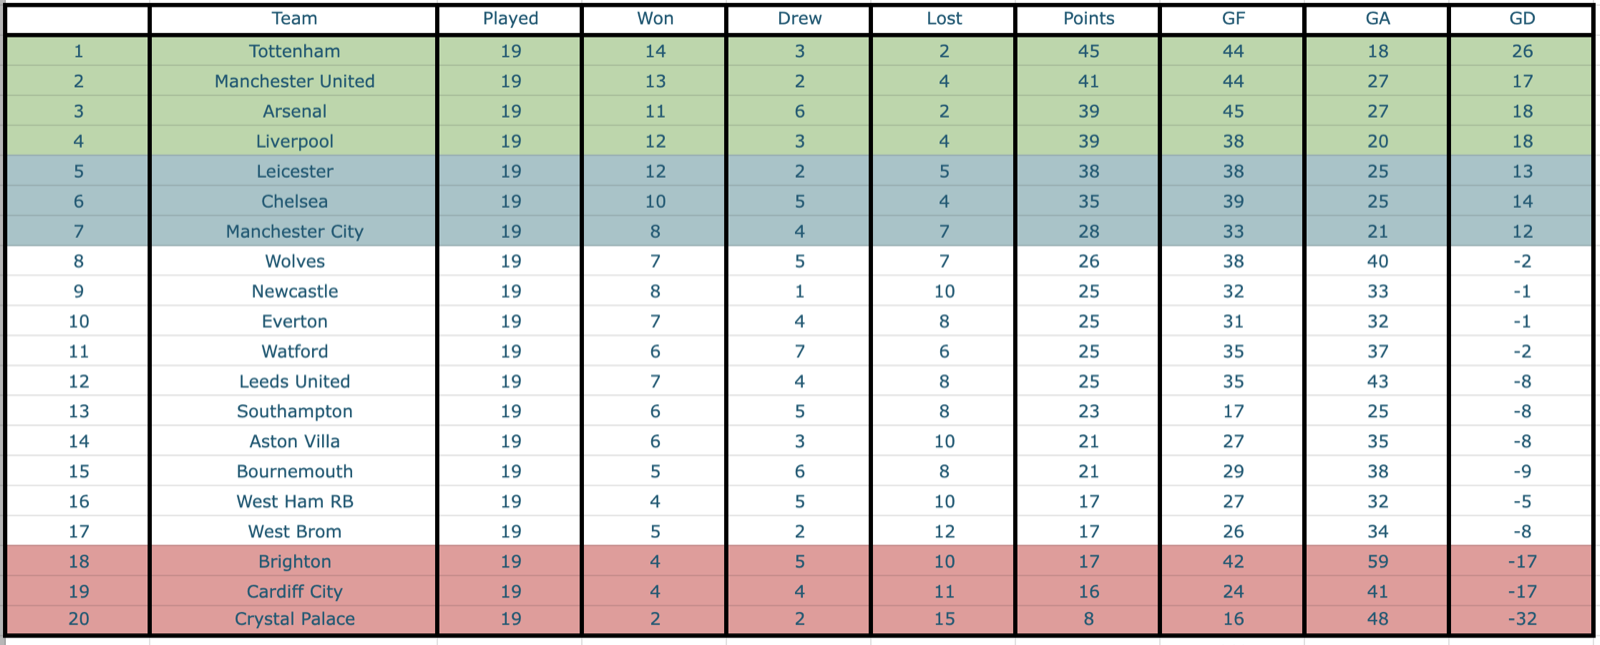 Team Played Won Drew Lost Points GF GA GD
1 Tottenham 19 14 3 2 45 44 18 26
2 Manchester United 19 13 2 4 41 44 27 17
3 Arsenal 19 11 6 2 39 45 27 18
4 Liverpool 19 12 3 4 39 38 20 18
5 Leicester 19 12 2 5 38 38 25 13
6 Chelsea 19 10 5 4 35 39 25 14
7 Manchester City 19 8 4 7 28 33 21 12
8 Wolves 19 7 5 7 26 38 40 -2
9 Newcastle 19 8 1 10 25 32 33 -1
10 Everton 19 7 4 8 25 31 32 -1
11 Watford 19 6 7 6 25 35 37 -2
12 Leeds United 19 7 4 8 25 35 43 -8
13 Southampton 19 6 5 8 23 17 25 -8
14 Aston Villa 19 6 3 10 21 27 35 -8
15 Bournemouth 19 5 6 8 21 29 38 -9
16 West Ham RB 19 4 5 10 17 27 32 -5
17 West Brom 19 5 2 12 17 26 34 -8
18 Brighton 19 4 5 10 17 42 59 -17
19 Cardiff City 19 4 4 11 16 24 41 -17
20 Crystal Palace 19 2 2 15 8 16 48 -32